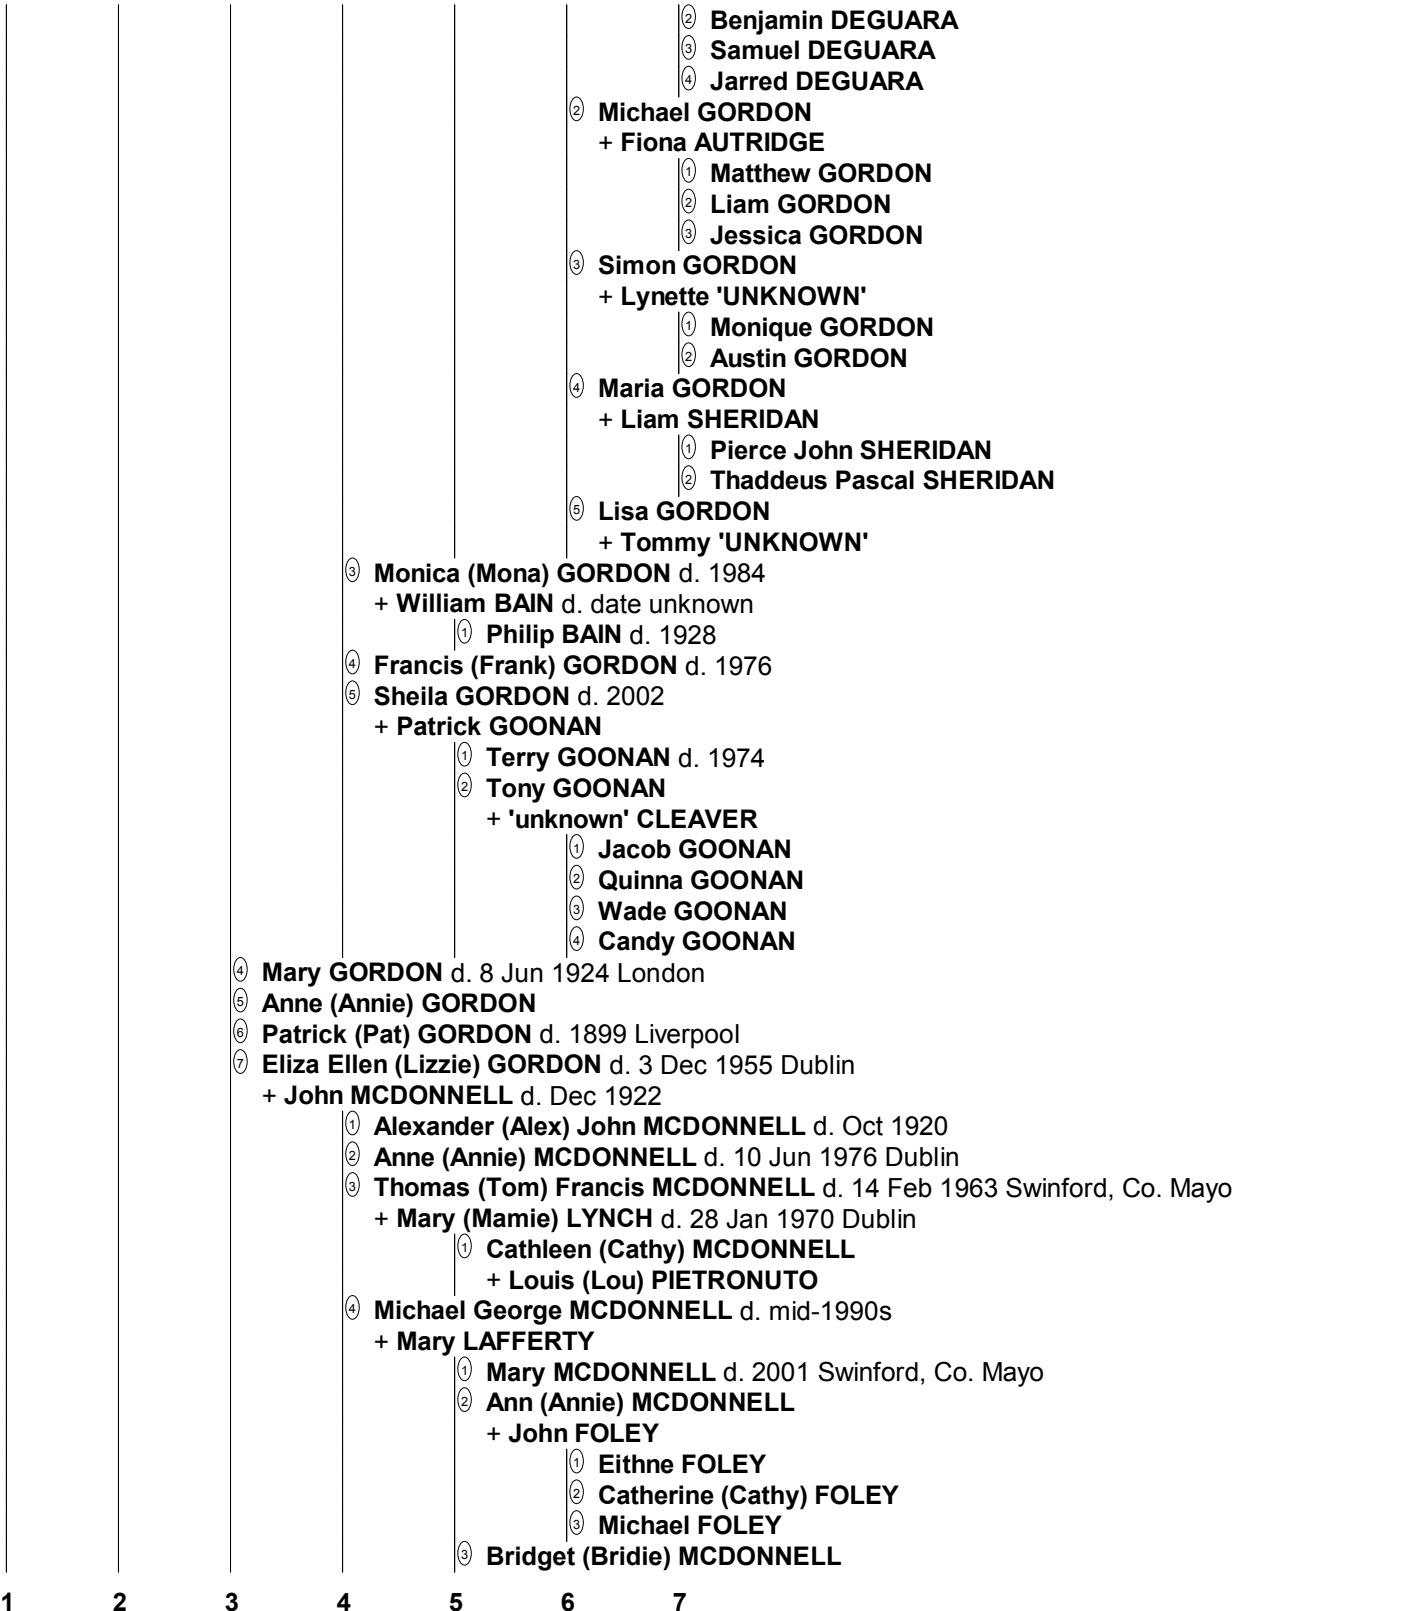 ② Benjamin DEGUARA
③ Samuel DEGUARA
④ Jarred DEGUARA
② Michael GORDON
+ Fiona AUTRIDGE
① Matthew GORDON
② Liam GORDON
③ Jessica GORDON
③ Simon GORDON
+ Lynette 'UNKNOWN'
① Monique GORDON
② Austin GORDON
④ Maria GORDON
+ Liam SHERIDAN
① Pierce John SHERIDAN
② Thaddeus Pascal SHERIDAN
⑤ Lisa GORDON
+ Tommy 'UNKNOWN'
③ Monica (Mona) GORDON d. 1984
+ William BAIN d. date unknown
① Philip BAIN d. 1928
④ Francis (Frank) GORDON d. 1976
⑤ Sheila GORDON d. 2002
+ Patrick GOONAN
① Terry GOONAN d. 1974
② Tony GOONAN
+ 'unknown' CLEAVER
① Jacob GOONAN
② Quinna GOONAN
③ Wade GOONAN
④ Candy GOONAN
④ Mary GORDON d. 8 Jun 1924 London
⑤ Anne (Annie) GORDON
⑥ Patrick (Pat) GORDON d. 1899 Liverpool
⑦ Eliza Ellen (Lizzie) GORDON d. 3 Dec 1955 Dublin
+ John MCDONNELL d. Dec 1922
① Alexander (Alex) John MCDONNELL d. Oct 1920
② Anne (Annie) MCDONNELL d. 10 Jun 1976 Dublin
③ Thomas (Tom) Francis MCDONNELL d. 14 Feb 1963 Swinford, Co. Mayo
+ Mary (Mamie) LYNCH d. 28 Jan 1970 Dublin
① Cathleen (Cathy) MCDONNELL
+ Louis (Lou) PIETRONUTO
④ Michael George MCDONNELL d. mid-1990s
+ Mary LAFFERTY
① Mary MCDONNELL d. 2001 Swinford, Co. Mayo
② Ann (Annie) MCDONNELL
+ John FOLEY
① Eithne FOLEY
② Catherine (Cathy) FOLEY
③ Michael FOLEY
③ Bridget (Bridie) MCDONNELL
1 2 3 4 5 6 7